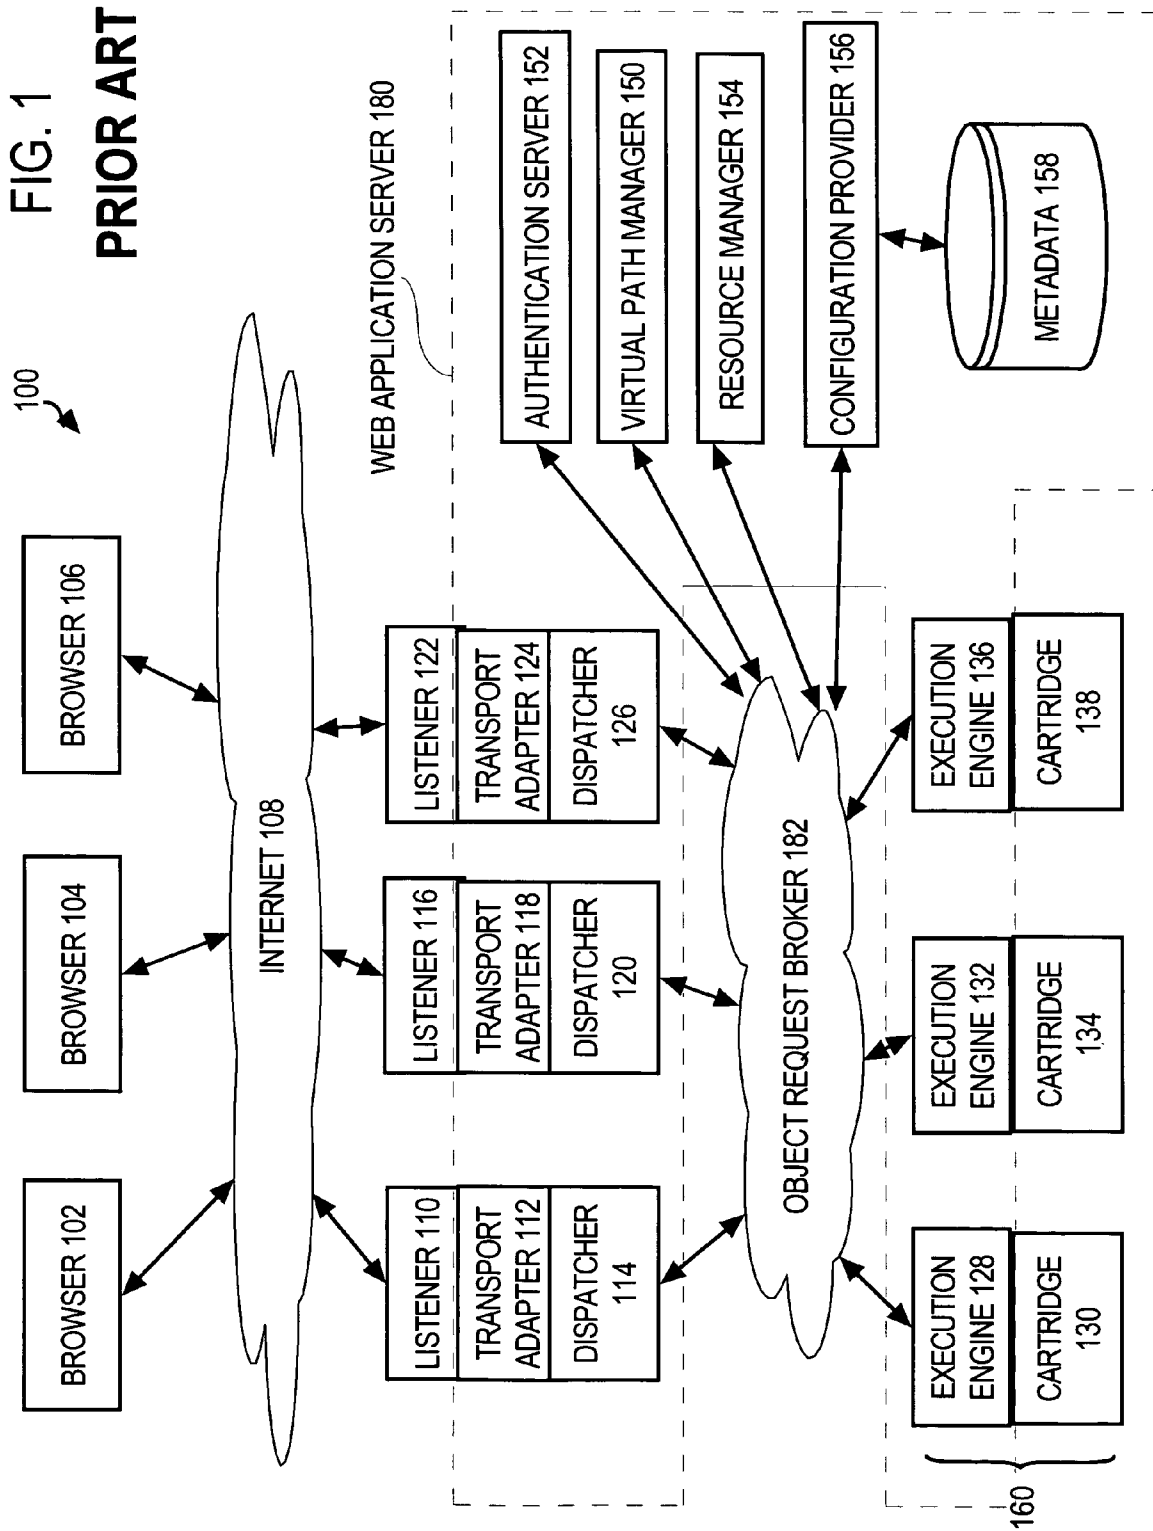 FIG. 1
PRIOR ART
100
BROWSER 102
BROWSER 104
BROWSER 106
INTERNET 108
WEB APPLICATION SERVER 180
LISTENER 110
TRANSPORT
ADAPTER 112
DISPATCHER
114
LISTENER 116
TRANSPORT
ADAPTER 118
DISPATCHER
120
LISTENER 122
TRANSPORT
ADAPTER 124
DISPATCHER
126
AUTHENTICATION SERVER 152
VIRTUAL PATH MANAGER 150
RESOURCE MANAGER 154
CONFIGURATION PROVIDER 156
METADATA 158
OBJECT REQUEST BROKER 182
EXECUTION
ENGINE 128
CARTRIDGE
130
EXECUTION
ENGINE 132
CARTRIDGE
134
EXECUTION
ENGINE 136
CARTRIDGE
138
160